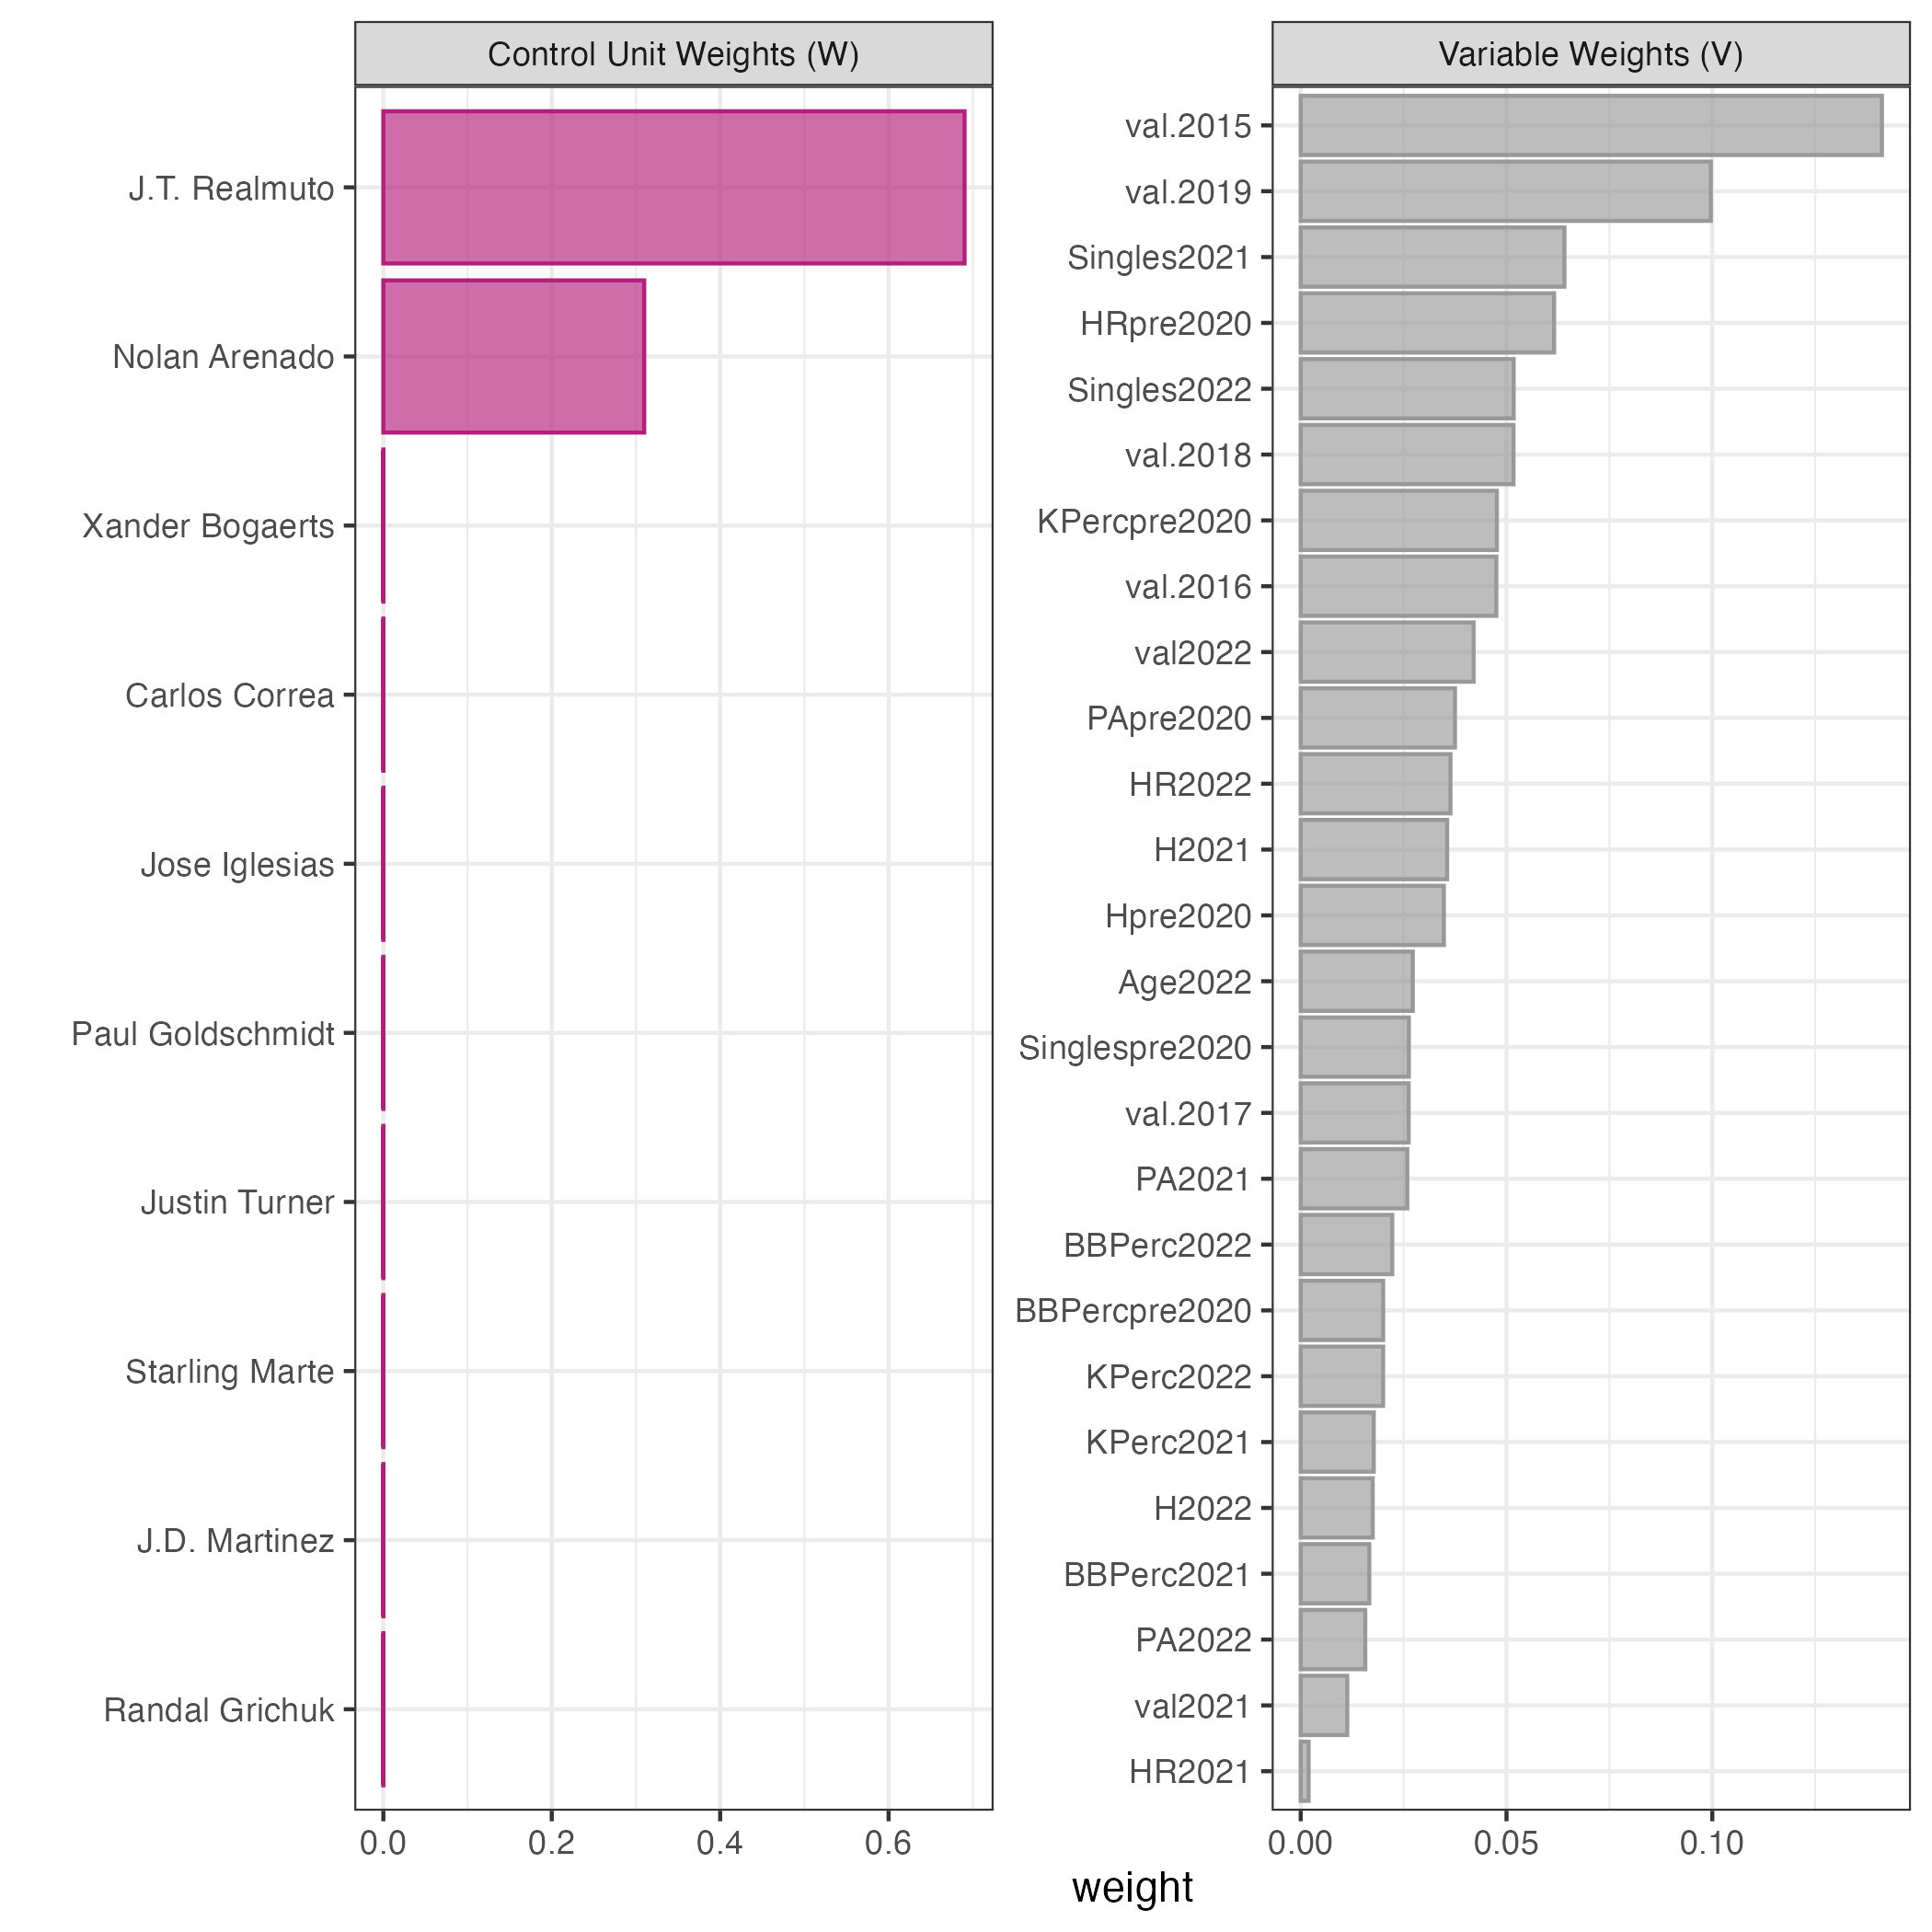 Control Unit Weights (W)
J.T. Realmuto
Nolan Arenado
Xander Bogaerts
Carlos Correa
Jose Iglesias
Paul Goldschmidt
Justin Turner
Starling Marte
J.D. Martinez
Randal Grichuk
0.0 0.2 0.4 0.6
Variable Weights (V)
val.2015
val.2019
Singles2021
HRpre2020
Singles2022
val.2018
KPercpre2020
val.2016
val2022
PApre2020
HR2022
H2021
Hpre2020
Age2022
Singlespre2020
val.2017
PA2021
BBPerc2022
BBPercpre2020
KPerc2022
KPerc2021
H2022
BBPerc2021
PA2022
val2021
HR2021
0.00 0.05 0.10
weight